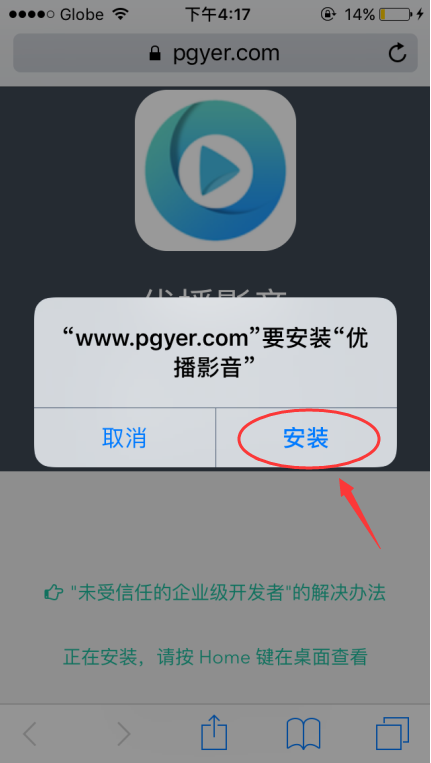 Globe 下午4:17 14%
pgyer.com
优播影音
“www.pgyer.com”要安装“优
播影音”
取消 安装
"未受信任的企业级开发者"的解决办法
正在安装，请按 Home 键在桌面查看